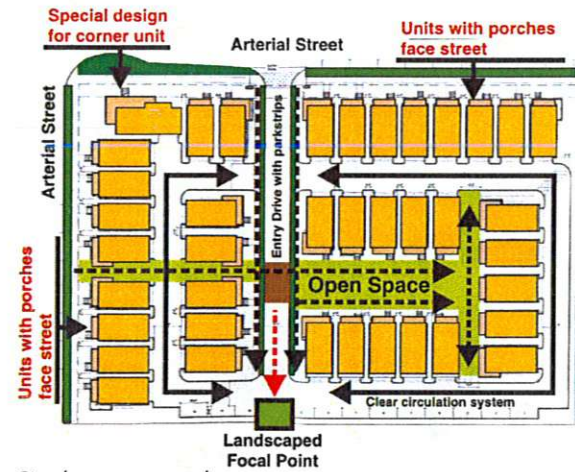 Special design
for corner unit
Arterial Street
Units with porches
face street
Arterial Street
Entry Drive with parkstrips
Open Space
Units with porches
face street
Clear circulation system
Landscaped
Focal Point